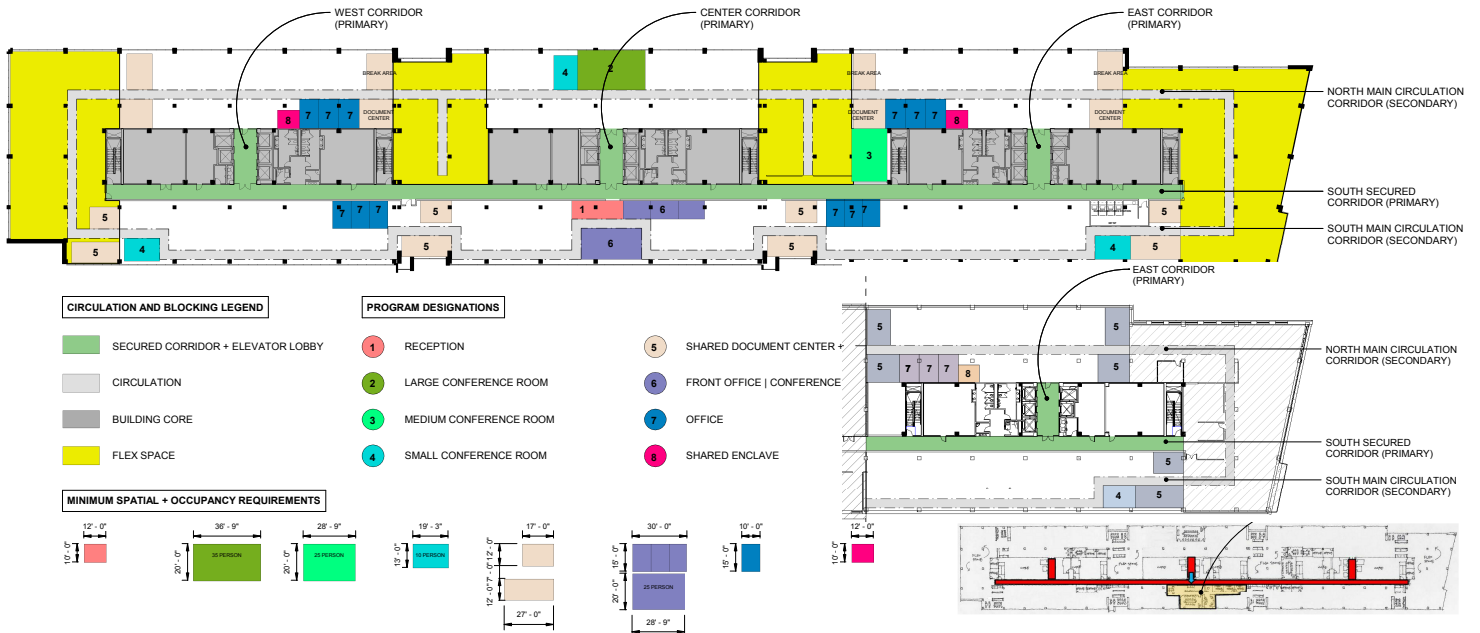 WEST CORRIDOR
(PRIMARY)
CENTER CORRIDOR
(PRIMARY)
EAST CORRIDOR
(PRIMARY)
4
2
BREAK AREA
BREAK AREA
BREAK AREA
NORTH MAIN CIRCULATION
CORRIDOR (SECONDARY)
DOCUMENT
CENTER
DOCUMENT
CENTER
DOCUMENT
CENTER
8
7
7
7
7
7
7
8
3
SOUTH SECURED
CORRIDOR (PRIMARY)
5
7
7
7
5
1
6
5
7
7
7
5
SOUTH MAIN CIRCULATION
CORRIDOR (SECONDARY)
5
4
5
6
5
4
5
EAST CORRIDOR
(PRIMARY)
CIRCULATION AND BLOCKING LEGEND
SECURED CORRIDOR + ELEVATOR LOBBY
CIRCULATION
BUILDING CORE
FLEX SPACE
PROGRAM DESIGNATIONS
1 RECEPTION
2 LARGE CONFERENCE ROOM
3 MEDIUM CONFERENCE ROOM
4 SMALL CONFERENCE ROOM
5 SHARED DOCUMENT CENTER +
6 FRONT OFFICE | CONFERENCE
7 OFFICE
8 SHARED ENCLAVE
5
5
NORTH MAIN CIRCULATION
CORRIDOR (SECONDARY)
5
7
7
7
8
5
SOUTH SECURED
CORRIDOR (PRIMARY)
5
SOUTH MAIN CIRCULATION
CORRIDOR (SECONDARY)
4
5
MINIMUM SPATIAL + OCCUPANCY REQUIREMENTS
12' - 0"
10' - 0"
36' - 9"
20' - 0"
35 PERSON
28' - 9"
20' - 0"
25 PERSON
19' - 3"
13' - 0"
10 PERSON
17' - 0"
12' - 0"
27' - 0"
30' - 0"
15' - 0"
20' - 0"
25 PERSON
28' - 9"
10' - 0"
15' - 0"
12' - 0"
10' - 0"